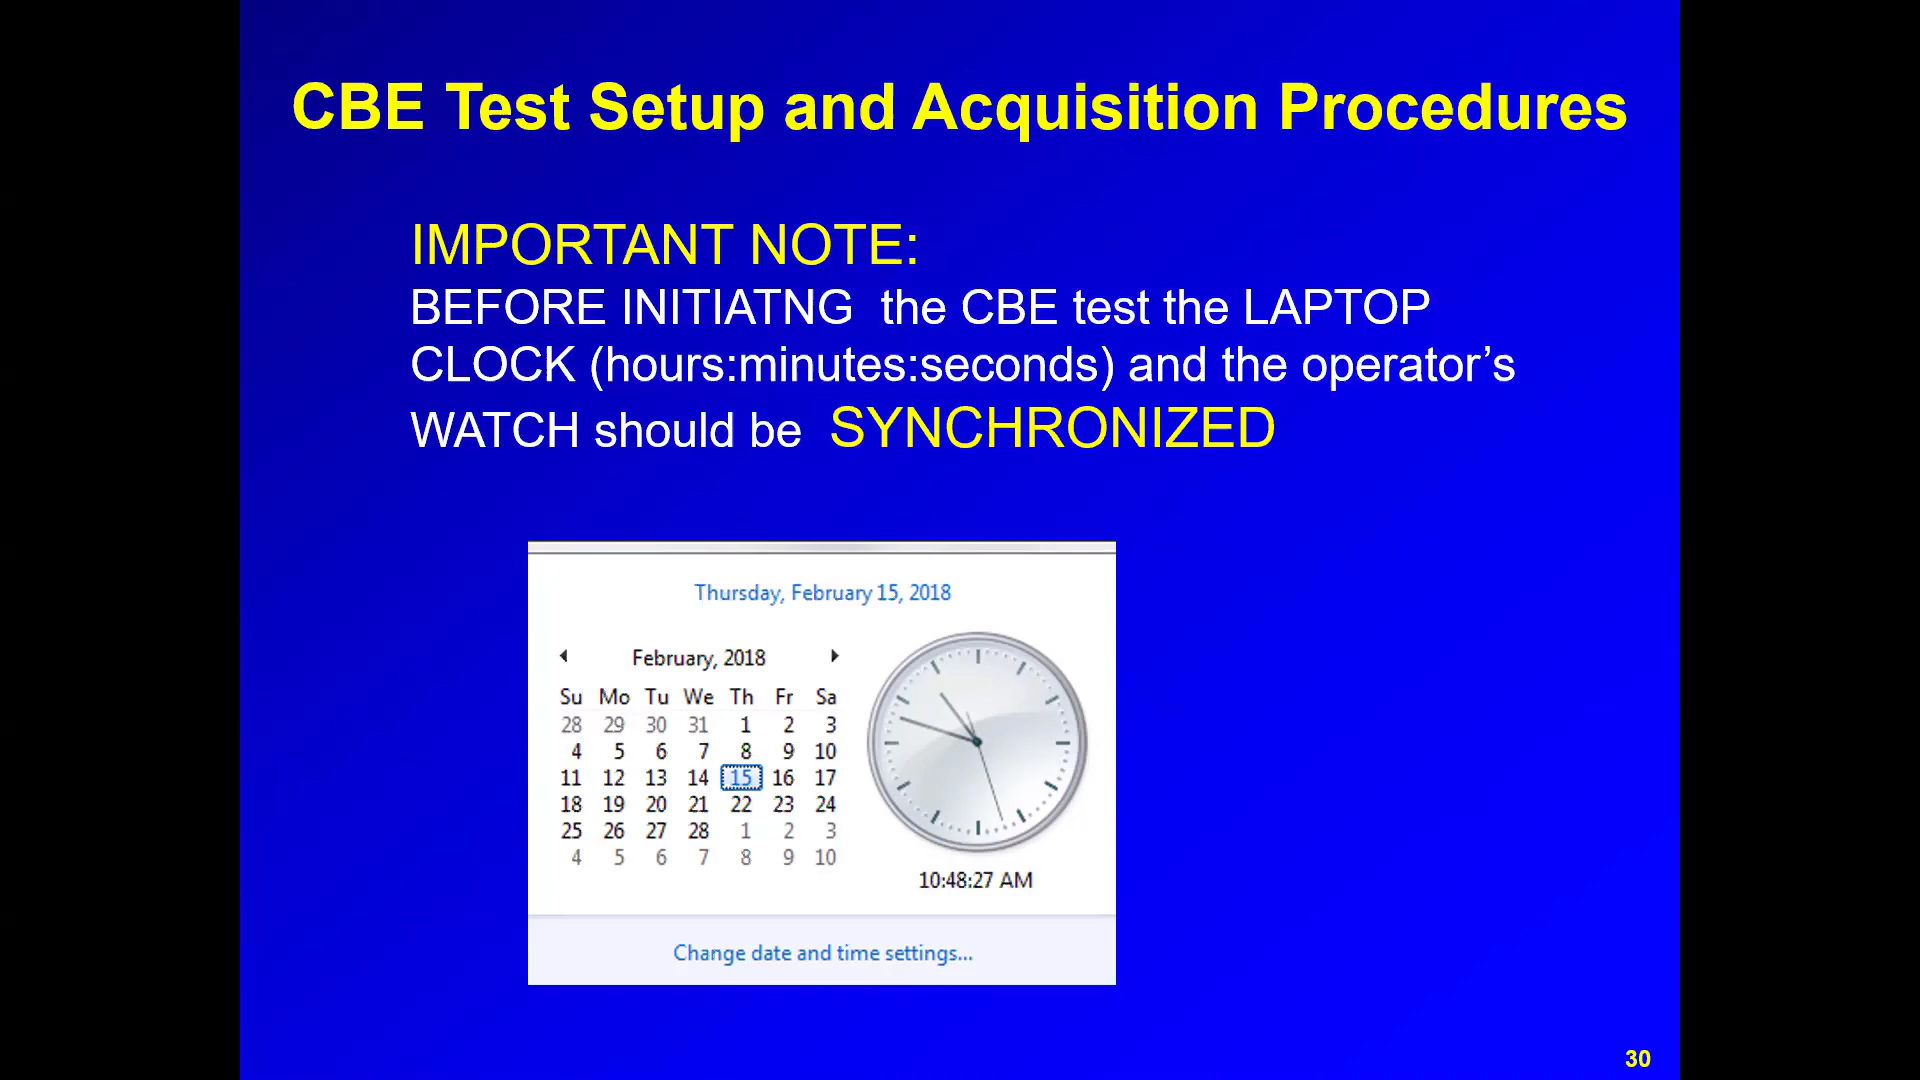 CBE Test Setup and Acquisition Procedures
IMPORTANT NOTE:
BEFORE INITIATNG  the CBE test the LAPTOP
CLOCK (hours:minutes:seconds) and the operator’s
WATCH should be  SYNCHRONIZED
Thursday, February 15, 2018
February, 2018
Su Mo Tu We Th Fr Sa
28 29 30 31 1 2 3
4 5 6 7 8 9 10
11 12 13 14 15 16 17
18 19 20 21 22 23 24
25 26 27 28 1 2 3
4 5 6 7 8 9 10
10:48:27 AM
Change date and time settings...
30